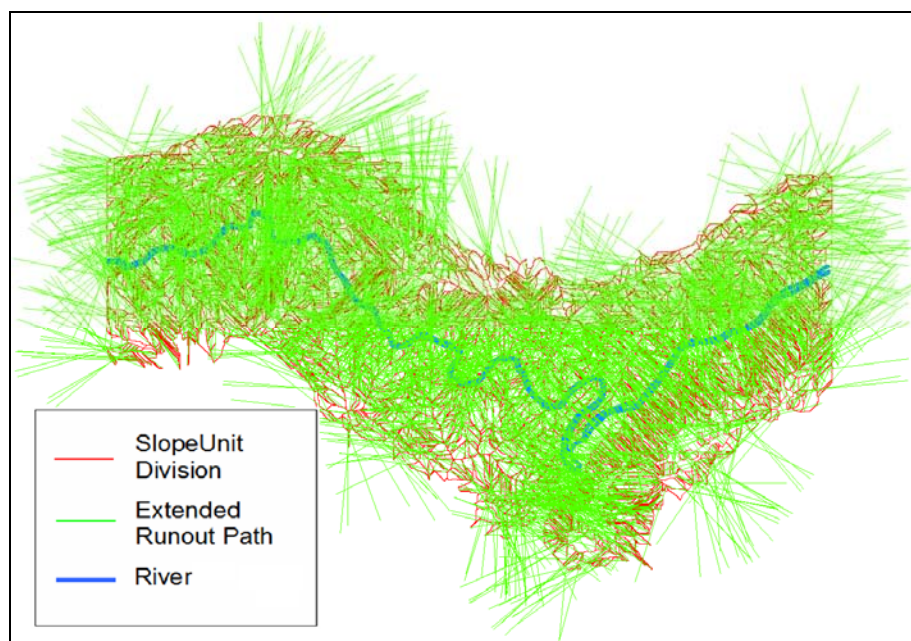 SlopeUnit
Division
Extended
Runout Path
River